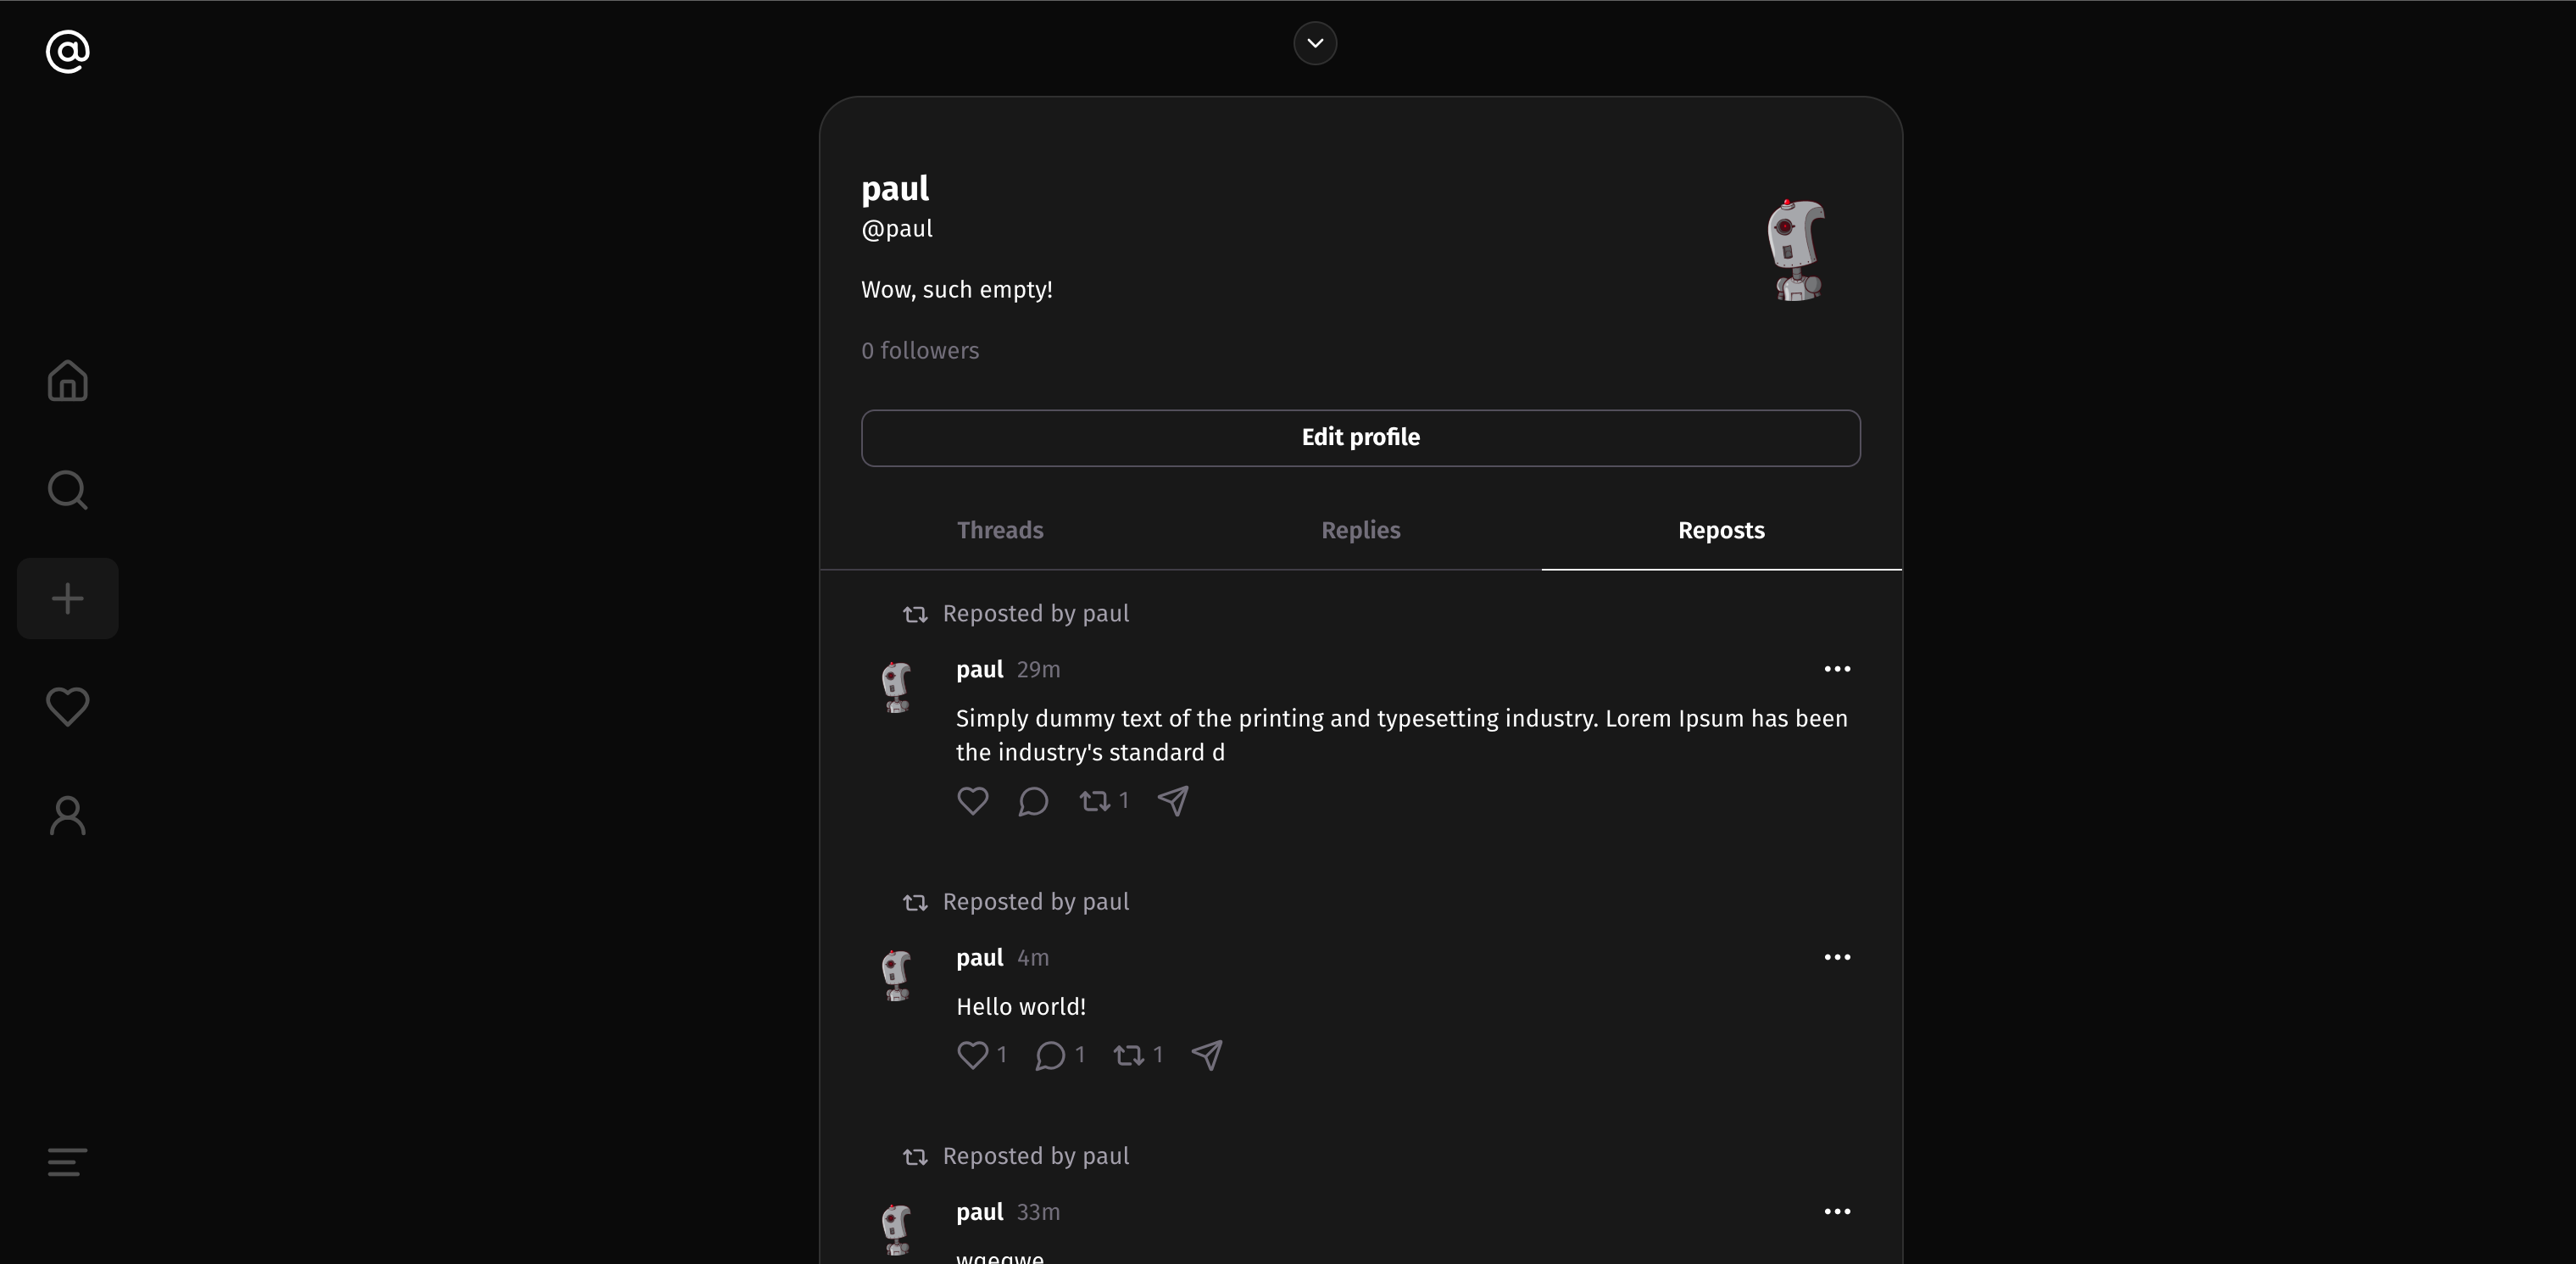 @
paul
@paul
Wow, such empty!
0 followers
Edit profile
Threads
Replies
Reposts
Reposted by paul
paul 29m
Simply dummy text of the printing and typesetting industry. Lorem Ipsum has been
the industry's standard d
1
Reposted by paul
paul 4m
Hello world!
1 1 1
Reposted by paul
paul 33m
wqeqwe